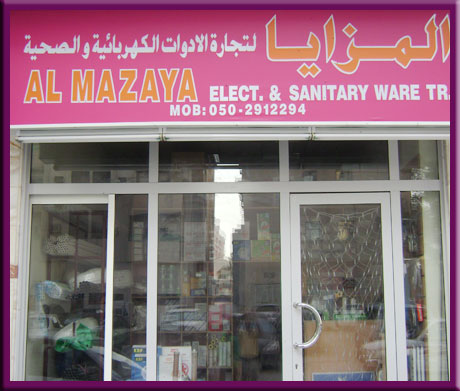 المزايا لتجارة الادوات الكهربائية و الصحية
AL MAZAYA ELECT. & SANITARY WARE TR.
MOB: 050-2912294